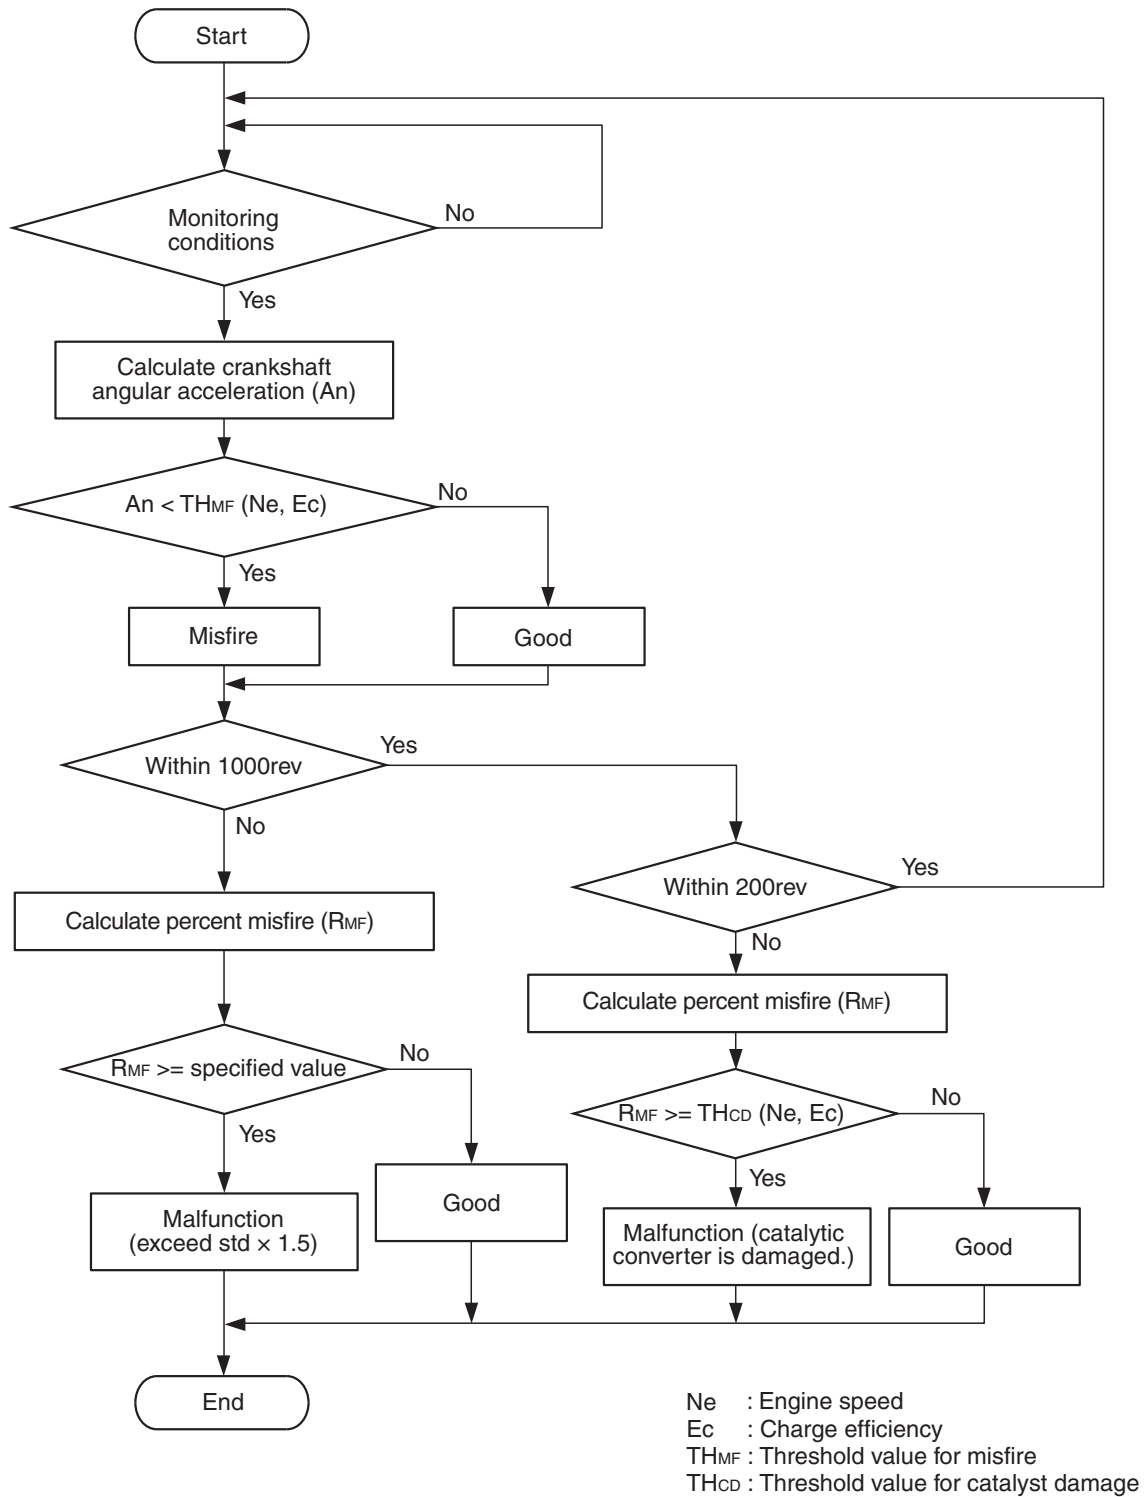 Start
Monitoring
conditions
No
Yes
Calculate crankshaft
angular acceleration (An)
An < THMF (Ne, Ec)
No
Yes
Misfire
Good
Within 1000rev
Yes
No
Within 200rev
Yes
No
Calculate percent misfire (RMF)
Calculate percent misfire (RMF)
RMF >= specified value
No
Yes
RMF >= THCD (Ne, Ec)
No
Yes
Malfunction
(exceed std × 1.5)
Good
Malfunction (catalytic
converter is damaged.)
Good
End
Ne : Engine speed
Ec : Charge efficiency
THMF : Threshold value for misfire
THCD : Threshold value for catalyst damage